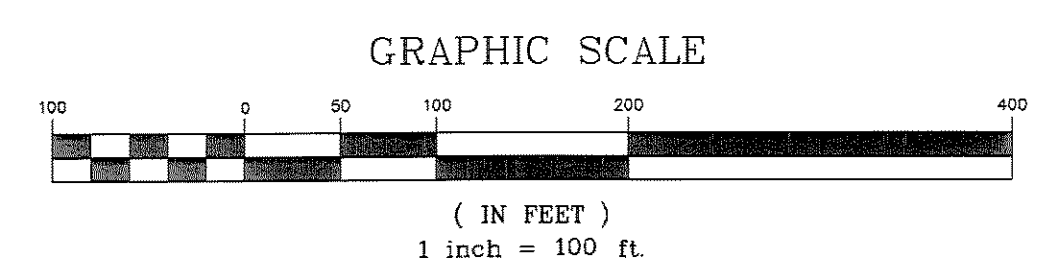 GRAPHIC SCALE
100 0 50 100 200 400
( IN FEET )
1 inch = 100 ft.